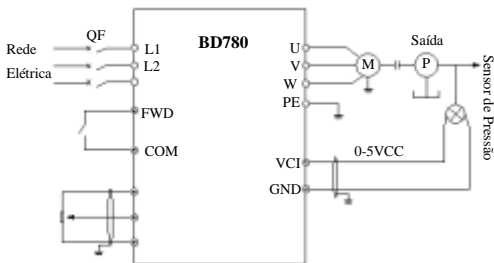 QF
Rede
Elétrica
L1
L2
BD780
FWD
COM
U
V
W
PE
M
P
Saída
Sensor de Pressão
VCI
0-5VCC
GND